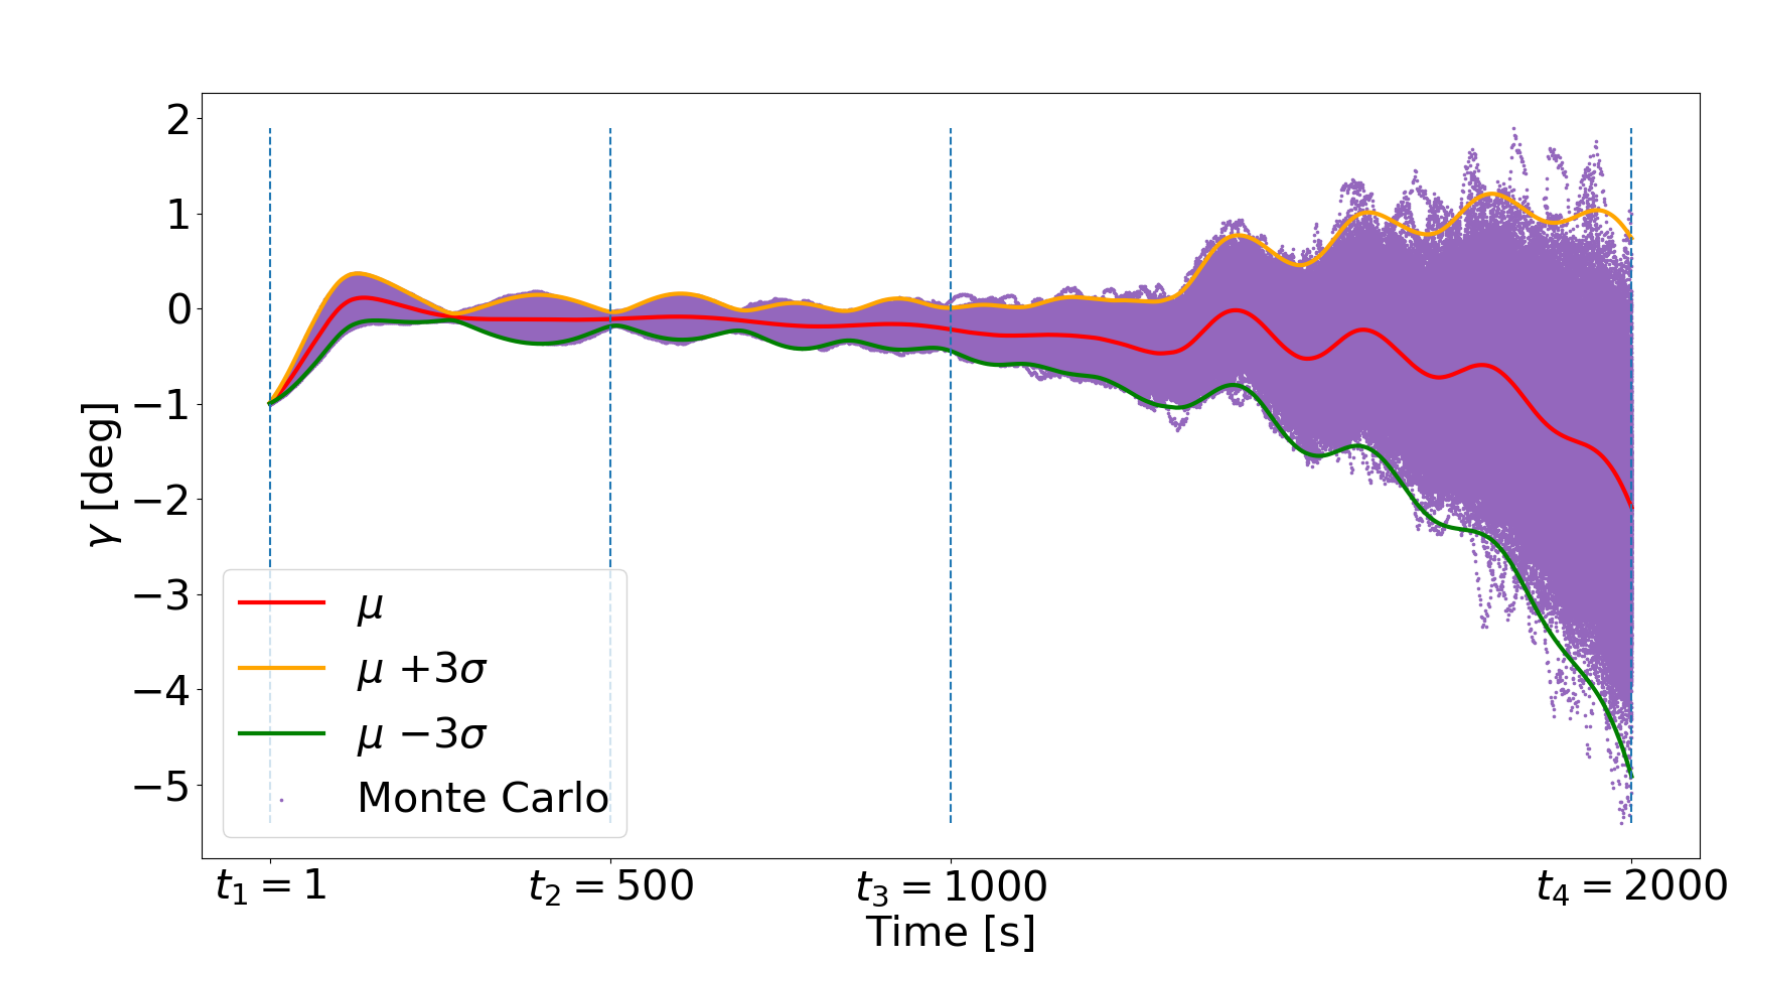 2
1
0
−1
−2
−3
−4
−5
γ [deg]
μ
μ +3σ
μ −3σ
Monte Carlo
t₁ = 1
t₂ = 500
t₃ = 1000
t₄ = 2000
Time [s]